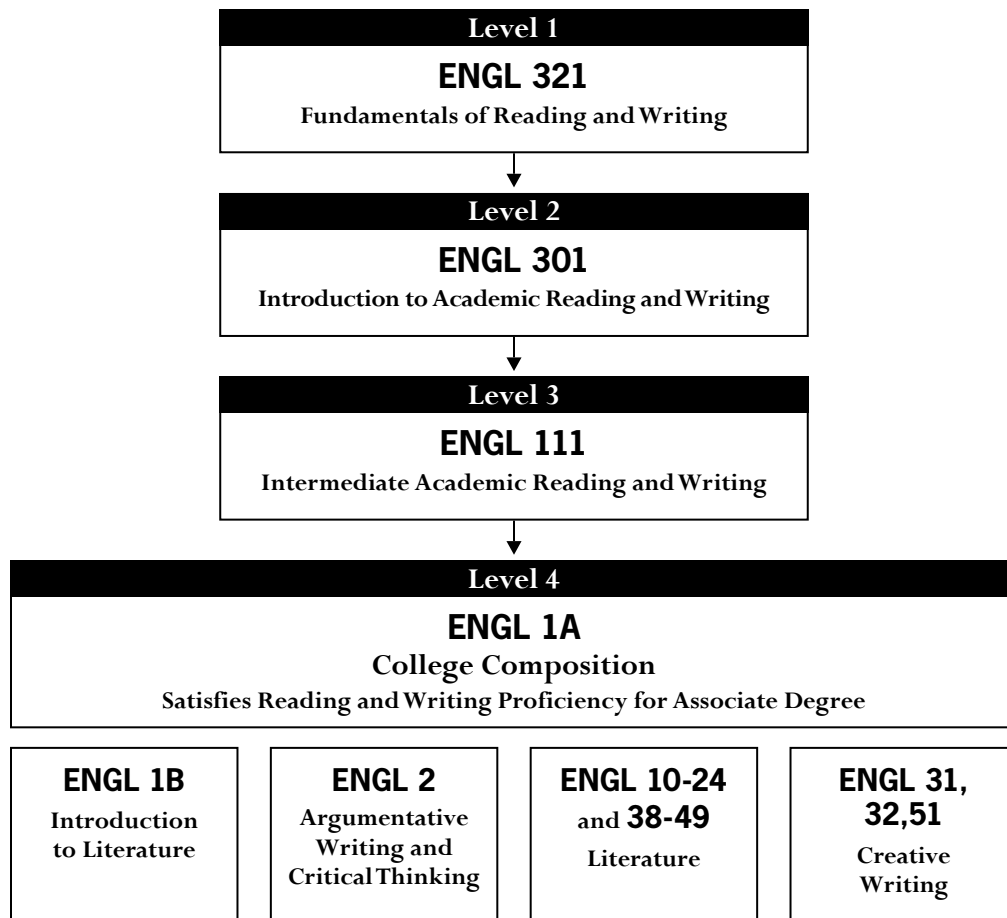 Level 1
ENGL 321
Fundamentals of Reading and Writing
Level 2
ENGL 301
Introduction to Academic Reading and Writing
Level 3
ENGL 111
Intermediate Academic Reading and Writing
Level 4
ENGL 1A
College Composition
Satisfies Reading and Writing Proficiency for Associate Degree
ENGL 1B
Introduction
to Literature
ENGL 2
Argumentative
Writing and
Critical Thinking
ENGL 10-24
and 38-49
Literature
ENGL 31,
32,51
Creative
Writing